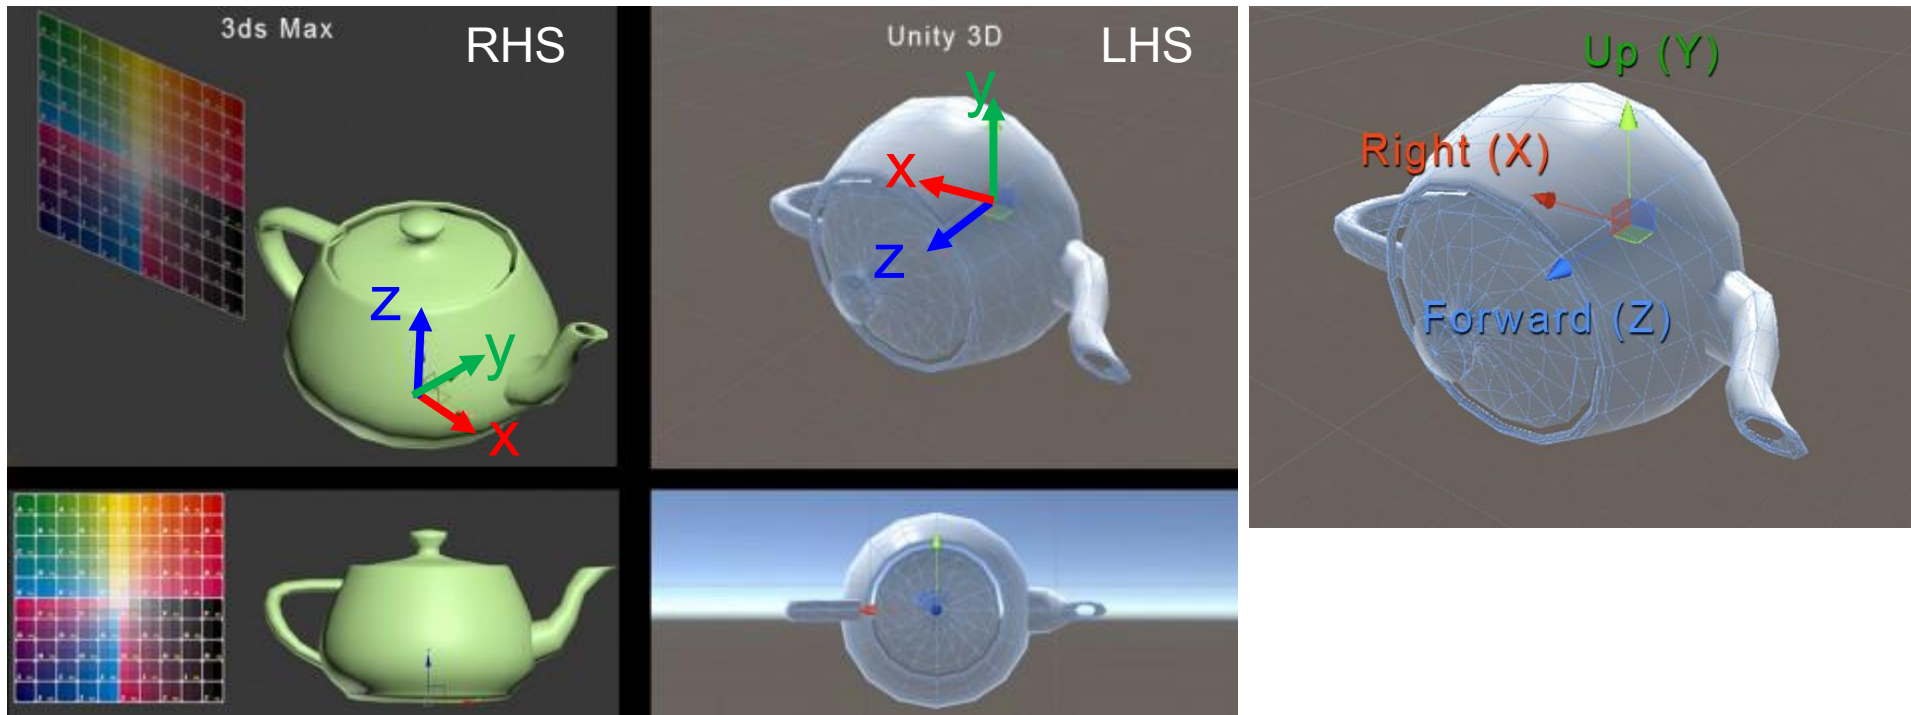 3ds Max
RHS
z
y
x
Unity 3D
LHS
y
x
z
Up (Y)
Right (X)
Forward (Z)